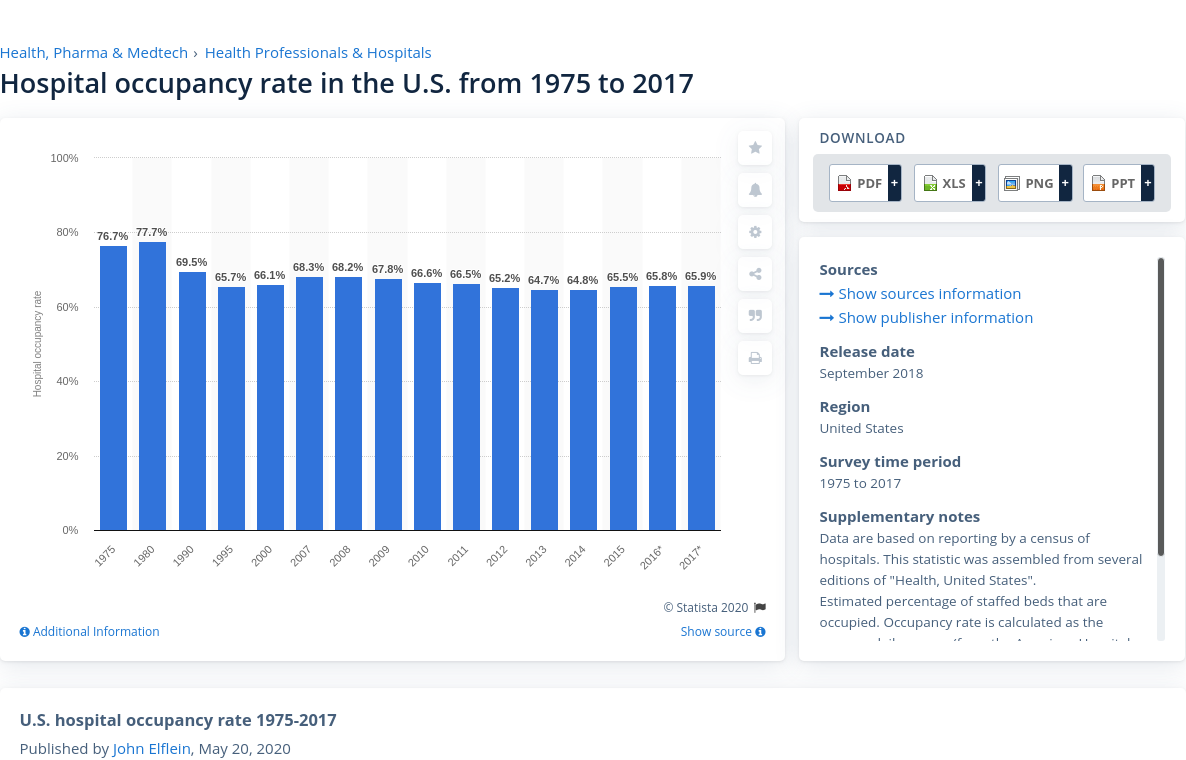 Health, Pharma & Medtech › Health Professionals & Hospitals
Hospital occupancy rate in the U.S. from 1975 to 2017
100%
80%
60%
40%
20%
0%
Hospital occupancy rate
76.7% 77.7% 69.5% 65.7% 66.1% 68.3% 68.2% 67.8% 66.6% 66.5% 65.2% 64.7% 64.8% 65.5% 65.8% 65.9%
1975 1980 1990 1995 2000 2007 2008 2009 2010 2011 2012 2013 2014 2015 2016* 2017*
© Statista 2020
Additional Information
Show source
DOWNLOAD
PDF + XLS + PNG + PPT +
Sources
Show sources information
Show publisher information
Release date
September 2018
Region
United States
Survey time period
1975 to 2017
Supplementary notes
Data are based on reporting by a census of
hospitals. This statistic was assembled from several
editions of "Health, United States".
Estimated percentage of staffed beds that are
occupied. Occupancy rate is calculated as the
U.S. hospital occupancy rate 1975-2017
Published by John Elflein, May 20, 2020